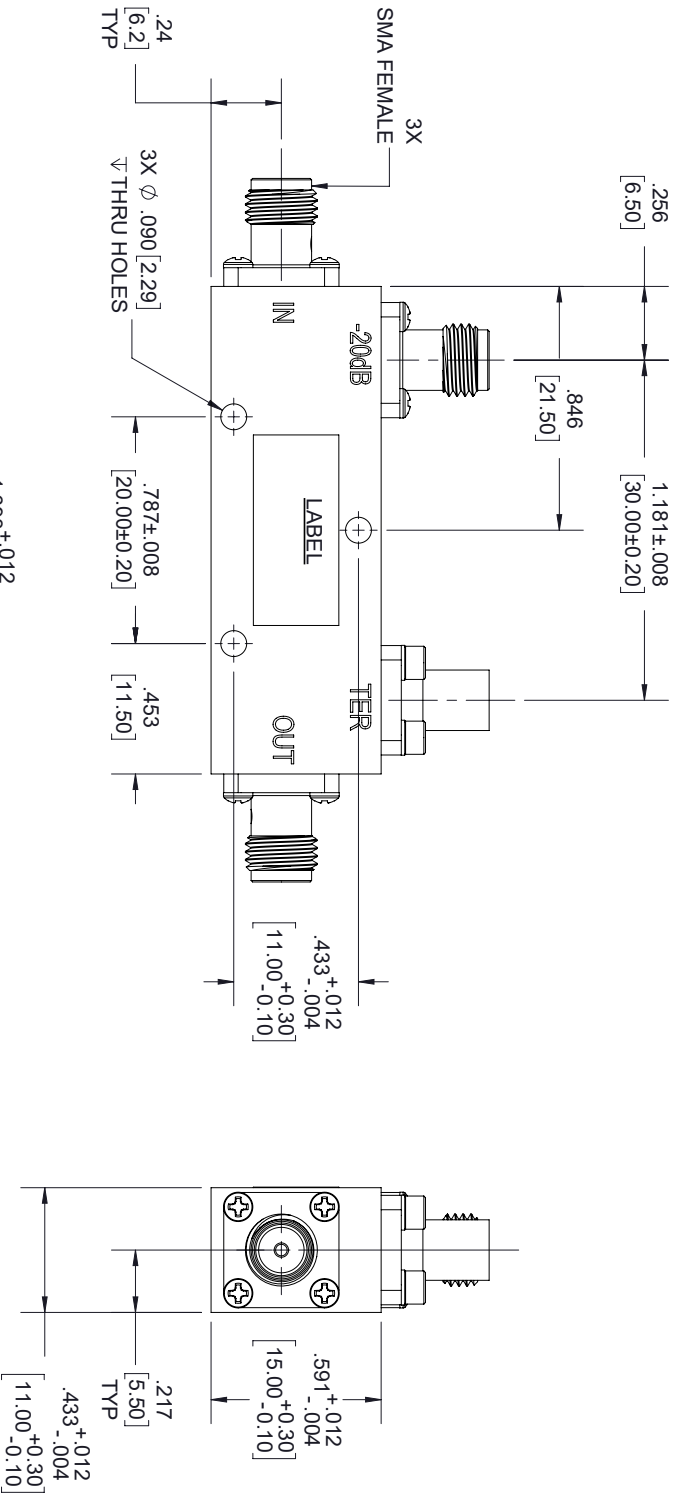 3X
SMA FEMALE
.256
[6.50]
.846
[21.50]
1.181±.008
[30.00±0.20]
.24
[6.2]
TYP
3X Ø .090 [2.29]
↧ THRU HOLES
IN
-20dB
LABEL
TER
OUT
.787±.008
[20.00±0.20]
.453
[11.50]
.433 +.012
-.004
[11.00 +0.30
-0.10]
.591 +.012
-.004
[15.00 +0.30
-0.10]
.217
[5.50]
TYP
.433 +.012
-.004
[11.00 +0.30
-0.10]
+.012